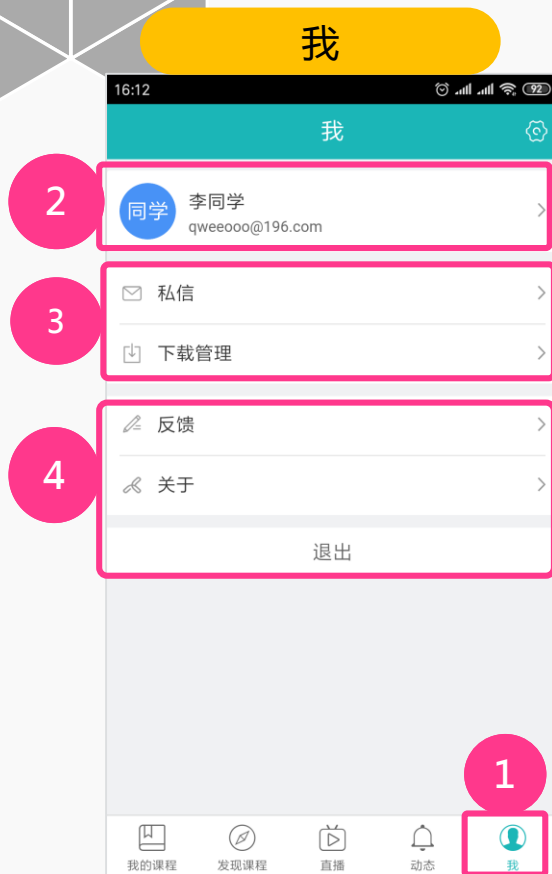 我
16:12
92
我
2
同学
李同学
qweeooo@196.com
3
私信
下载管理
4
反馈
关于
退出
1
我的课程
发现课程
直播
动态
我